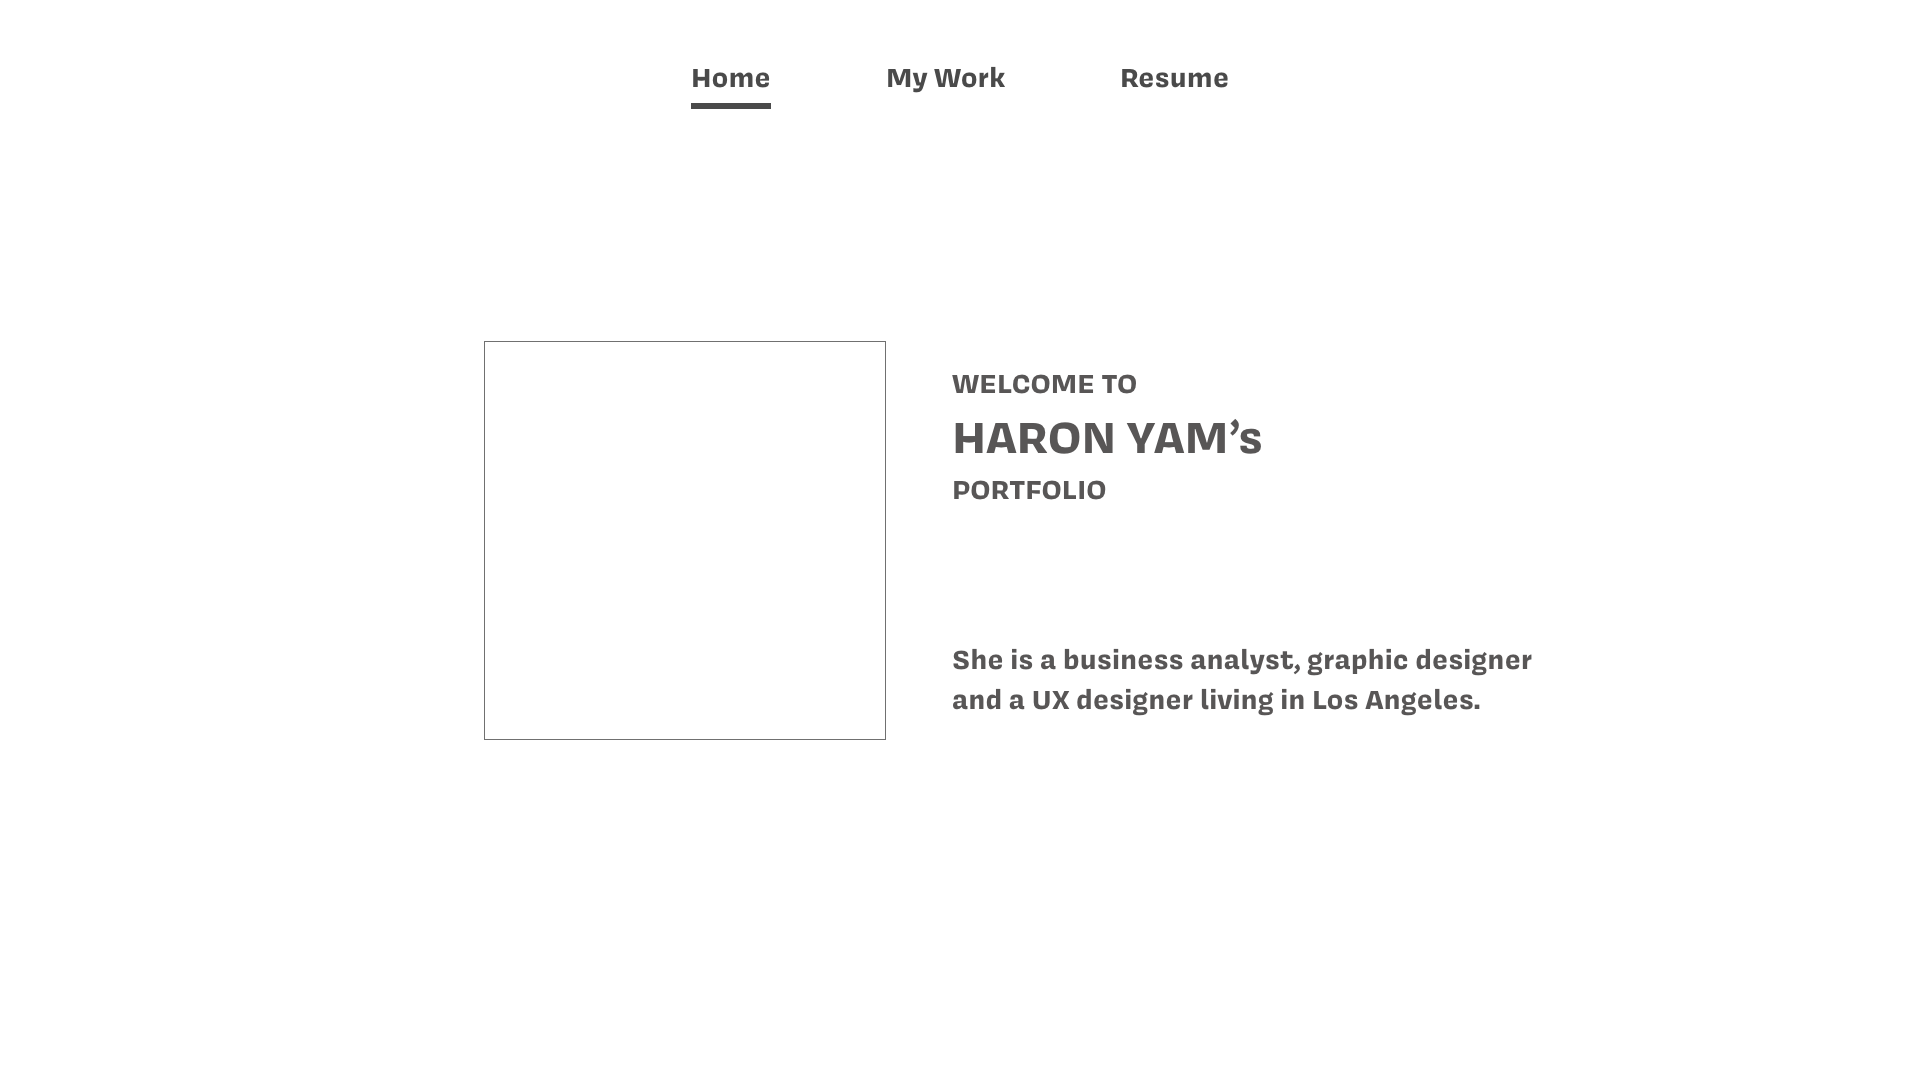 Home
My Work
Resume
WELCOME TO
HARON YAM’s
PORTFOLIO
She is a business analyst, graphic designer
and a UX designer living in Los Angeles.